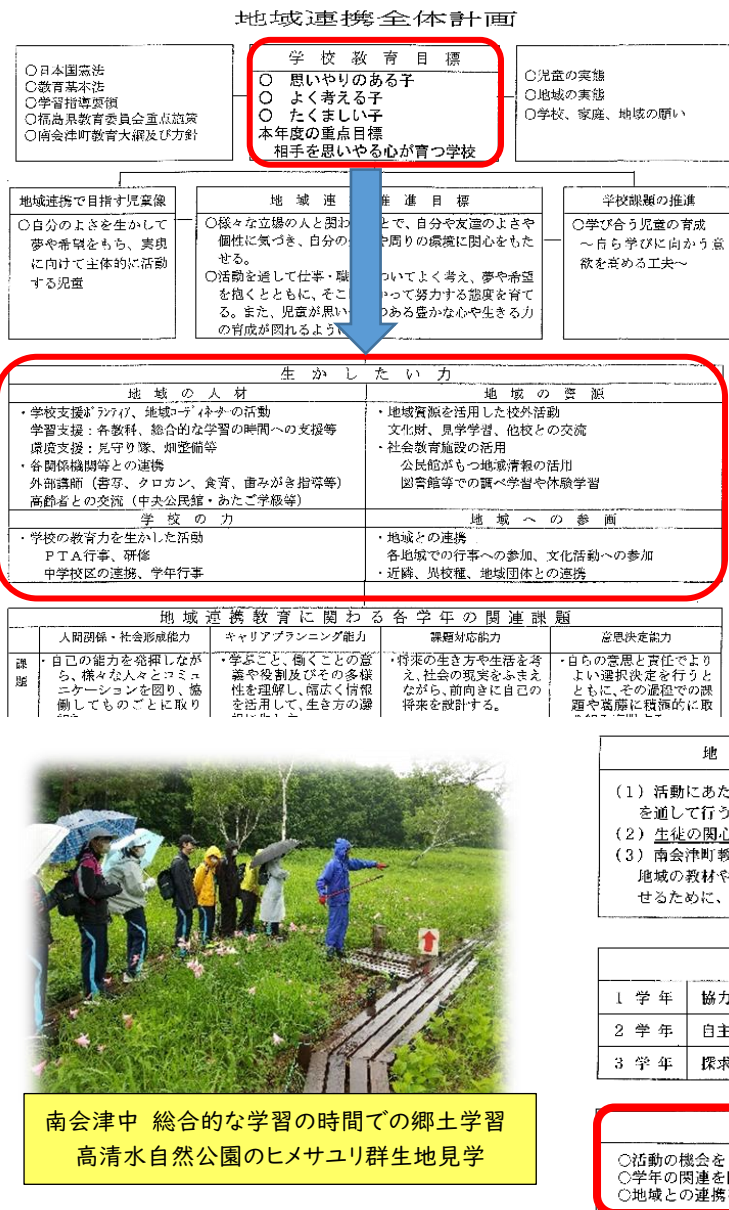 地域連携全体計画
○日本国憲法
○教育基本法
○学習指導要領
○福島県教育委員会重点施策
○南会津町教育大綱及び方針
学校教育目標
○ 思いやりのある子
○ よく考える子
○ たくましい子
本年度の重点目標
相手を思いやる心が育つ学校
○児童の実態
○地域の実態
○学校、家庭、地域の願い
地域連携で目指す児童像
○自分のよさを生かして
夢や希望をもち、実現
に向けて主体的に活動
する児童
地域連 推進目標
○様々な立場の人と関わ とで、自分や友達のよさや
個性に気づき、自分の や周りの環境に関心をもた
せる。
○活動を通して仕事・職 ついてよく考え、夢や希望
を抱くとともに、そこ かって努力する態度を育て
る。また、児童が思い のある豊かな心や生きる力
の育成が図れるよう
学校課題の推進
○学び合う児童の育成
～自ら学びに向かう意
欲を高める工夫～
生かしたい力
地域の人材
・学校支援ボランティア、地域コーディネーターの活動
学習支援：各教科、総合的な学習の時間への支援等
環境支援：見守り隊、畑整備等
・各関係機関等との連携
外部講師（書写、クロカン、食育、歯みがき指導等）
高齢者との交流（中央公民館・あたご学級等）
地域の資源
・地域資源を活用した校外活動
文化財、見学学習、他校との交流
・社会教育施設の活用
公民館がもつ地域情報の活用
図書館等での調べ学習や体験学習
学校の力
・学校の教育力を生かした活動
ＰＴＡ行事、研修
中学校区の連携、学年行事
地域への参画
・地域との連携
各地域での行事への参加、文化活動への参加
・近隣、異校種、地域団体との連携
地域連携教育に関わる各学年の関連課題
人間関係・社会形成能力
キャリアプランニング能力
課題対応能力
意思決定能力
課題
・自己の能力を発揮しなが
ら、様々な人々とコミュ
ニケーションを図り、協
働してものごとに取り
・学ぶこと、働くことの意
義や役割及びその多様
性を理解し、幅広く情報
を活用して、生き方の選
・将来の生き方や生活を考
え、社会の現実をふまえ
ながら、前向きに自己の
将来を設計する。
・自らの意思と責任でより
よい選択決定を行うと
ともに、その過程での課
題や葛藤に積極的に取
地
(1) 活動にあた
を通して行う
(2) 生徒の関心
(3) 南会津町教
地域の教材や
せるために、
1 学年 協力
2 学年 自主
3 学年 探求
○活動の機会を
○学年の関連を
○地域との連携
南会津中 総合的な学習の時間での郷土学習
高清水自然公園のヒメサユリ群生地見学